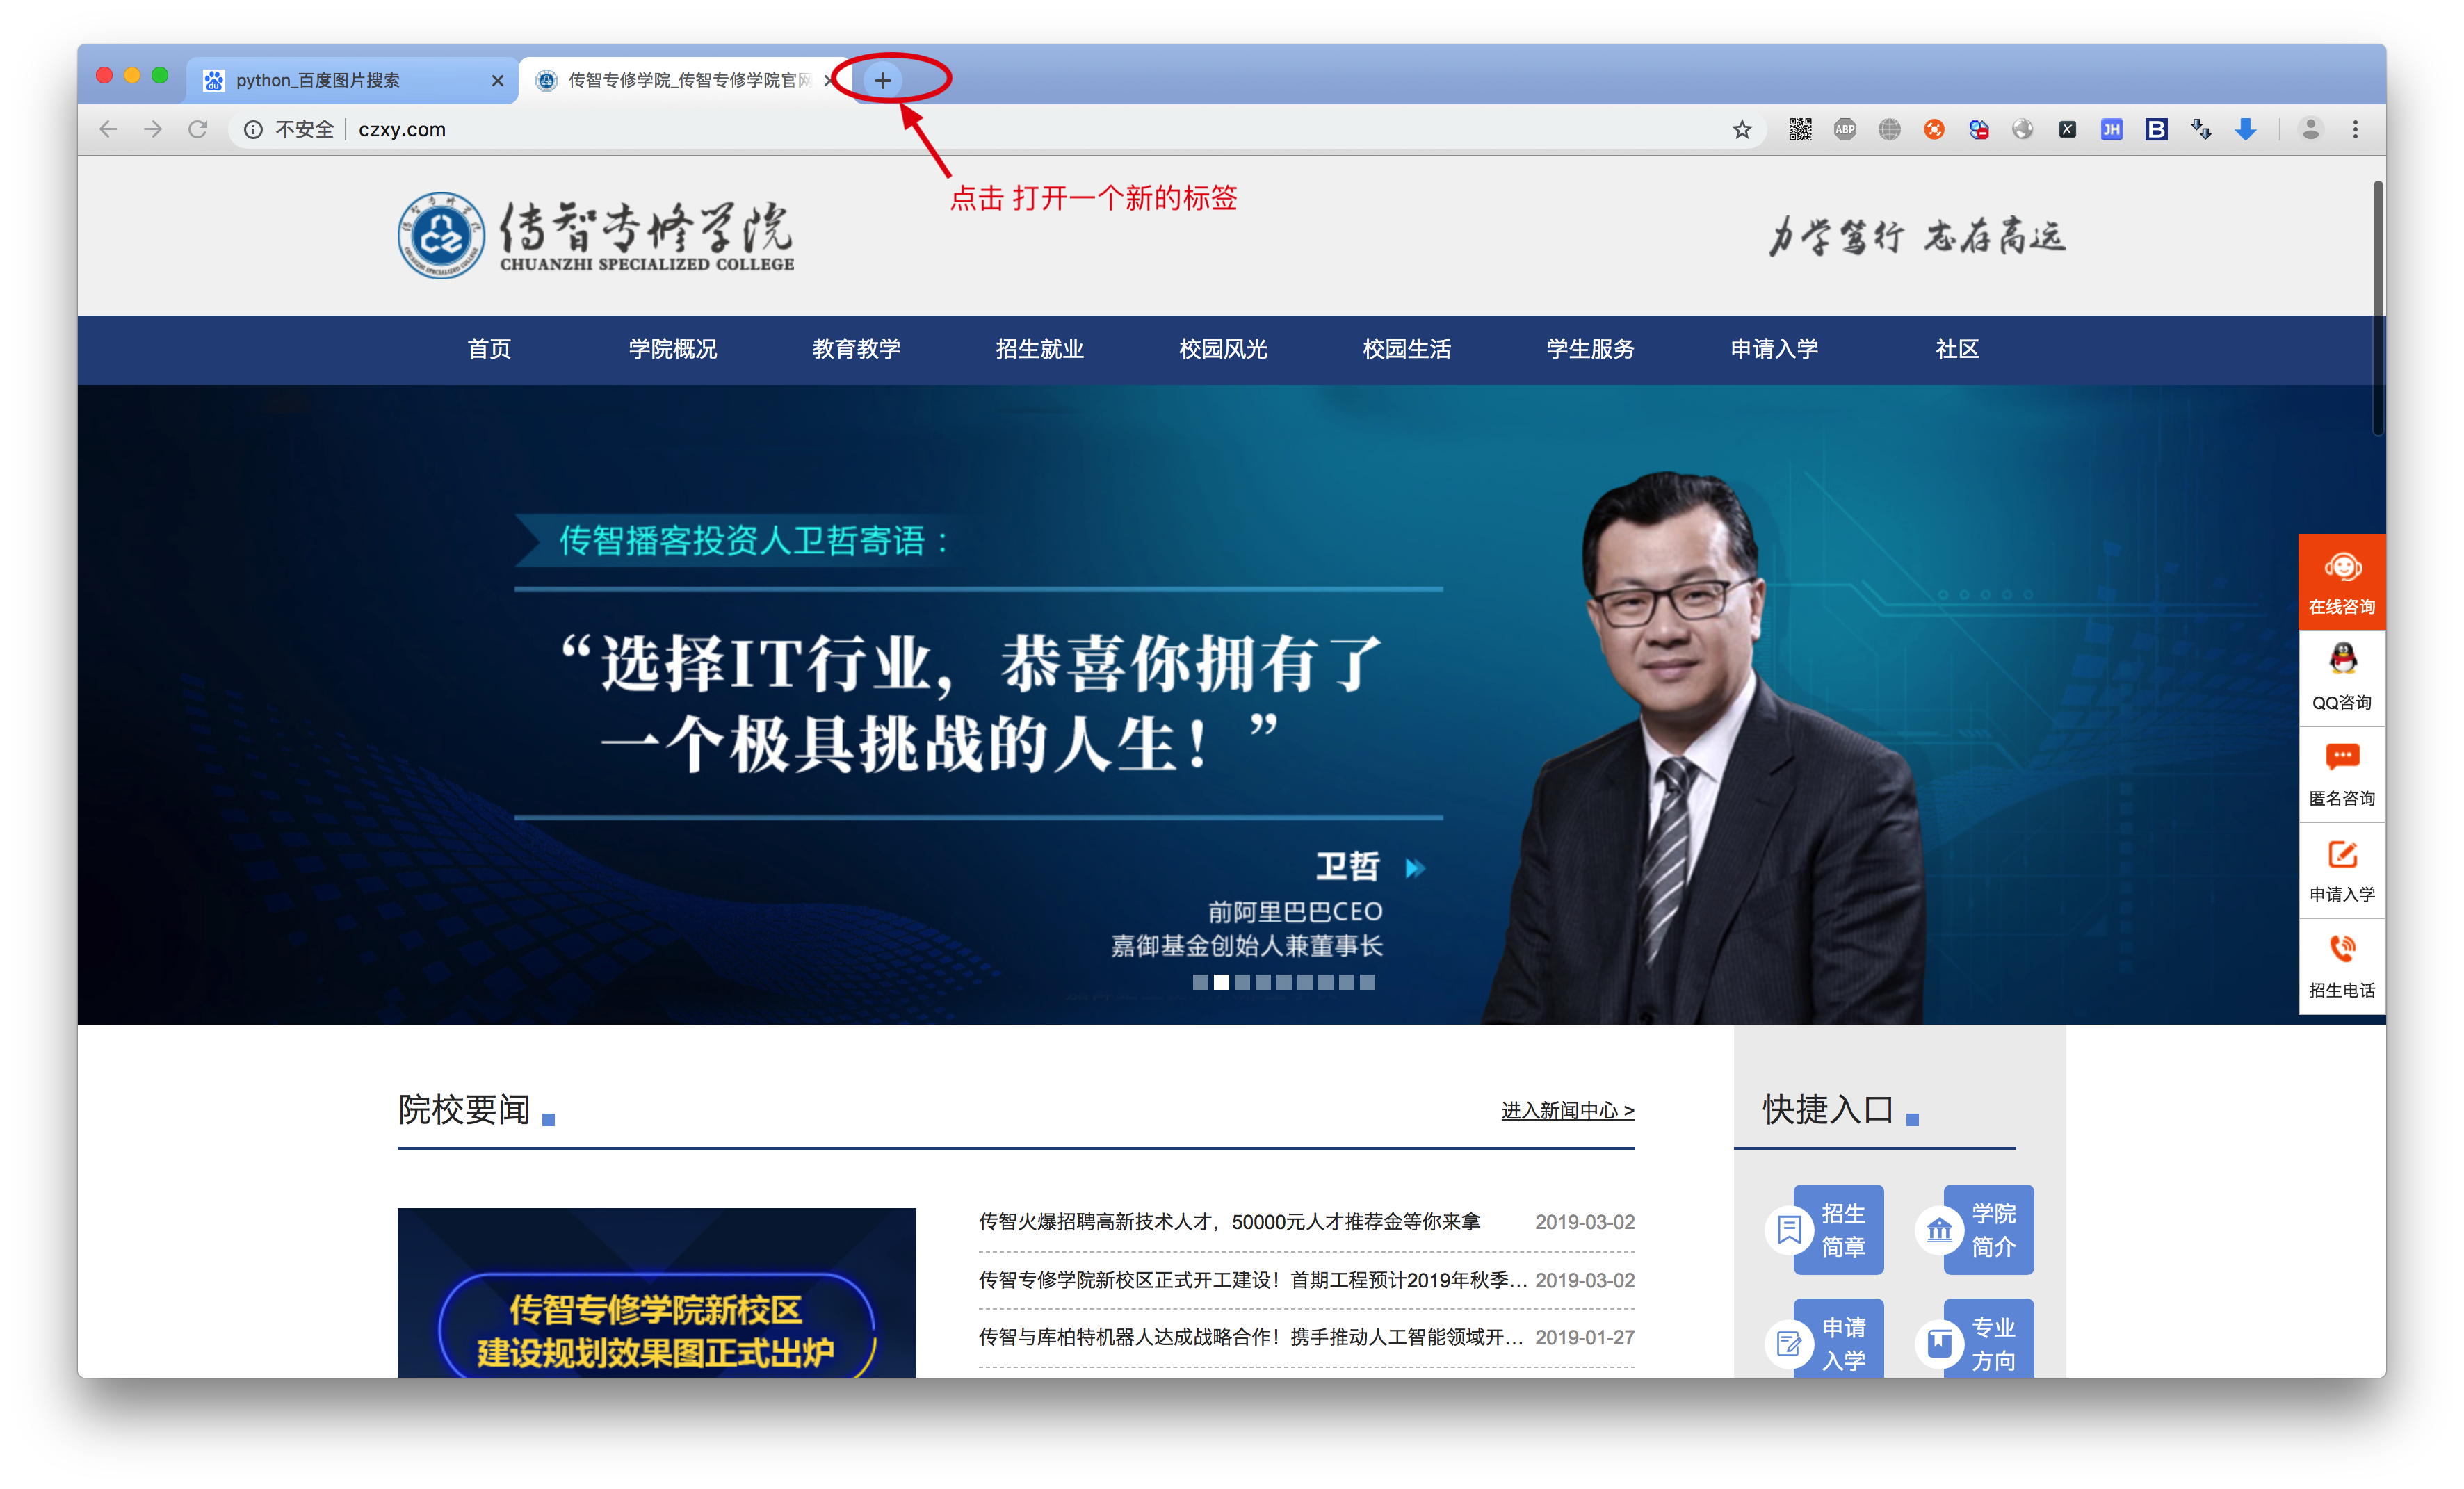 python_百度图片搜索
传智专修学院_传智专修学院官网
不安全 | czxy.com
点击 打开一个新的标签
传智专修学院
CHUANZHI SPECIALIZED COLLEGE
力学笃行 志存高远
首页 学院概况 教育教学 招生就业 校园风光 校园生活 学生服务 申请入学 社区
传智播客投资人卫哲寄语：
“选择IT行业，恭喜你拥有了
一个极具挑战的人生！”
卫哲
前阿里巴巴CEO
嘉御基金创始人兼董事长
在线咨询
QQ咨询
匿名咨询
申请入学
招生电话
院校要闻
进入新闻中心 >
传智专修学院新校区
建设规划效果图正式出炉
传智火爆招聘高新技术人才，50000元人才推荐金等你来拿 2019-03-02
传智专修学院新校区正式开工建设！首期工程预计2019年秋季... 2019-03-02
传智与库柏特机器人达成战略合作！携手推动人工智能领域开... 2019-01-27
快捷入口
招生
简章
学院
简介
申请
入学
专业
方向